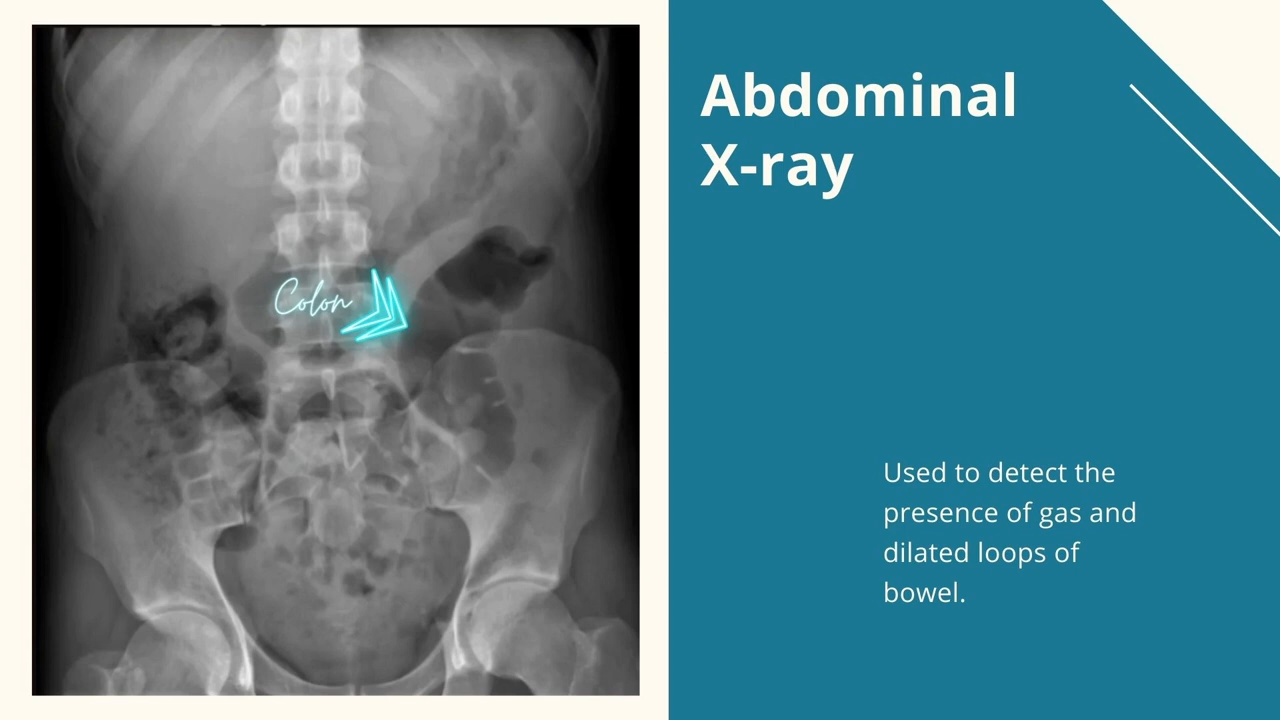 Abdominal
X-ray
Colon
Used to detect the
presence of gas and
dilated loops of
bowel.